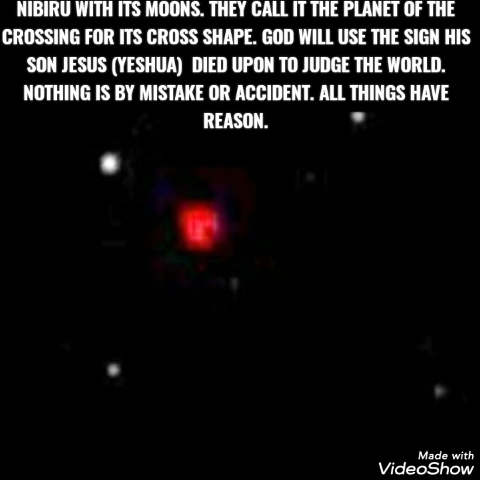 NIBIRU WITH ITS MOONS. THEY CALL IT THE PLANET OF THE
CROSSING FOR ITS CROSS SHAPE. GOD WILL USE THE SIGN HIS
SON JESUS (YESHUA) DIED UPON TO JUDGE THE WORLD.
NOTHING IS BY MISTAKE OR ACCIDENT. ALL THINGS HAVE
REASON.
Made with
VideoShow